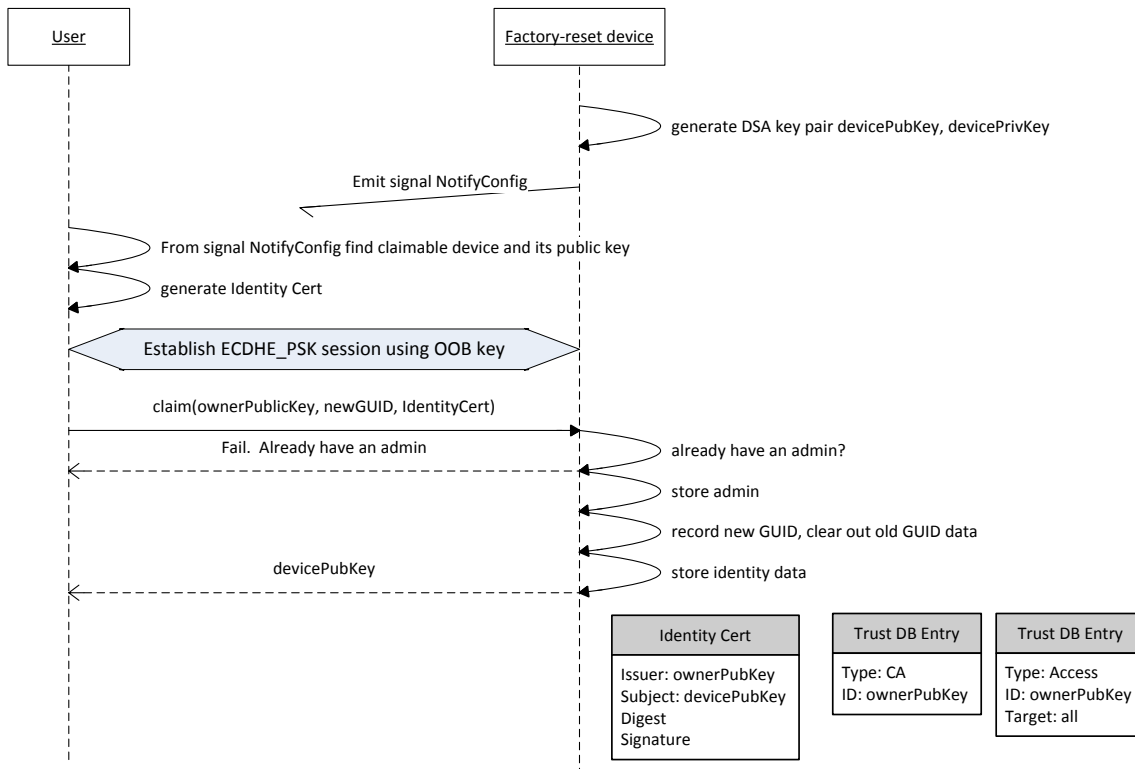 User
Factory-reset device
generate DSA key pair devicePubKey, devicePrivKey
Emit signal NotifyConfig
From signal NotifyConfig find claimable device and its public key
generate Identity Cert
Establish ECDHE_PSK session using OOB key
claim(ownerPublicKey, newGUID, IdentityCert)
Fail.  Already have an admin
already have an admin?
store admin
record new GUID, clear out old GUID data
devicePubKey
store identity data
Identity Cert
Issuer: ownerPubKey
Subject: devicePubKey
Digest
Signature
Trust DB Entry
Type: CA
ID: ownerPubKey
Trust DB Entry
Type: Access
ID: ownerPubKey
Target: all